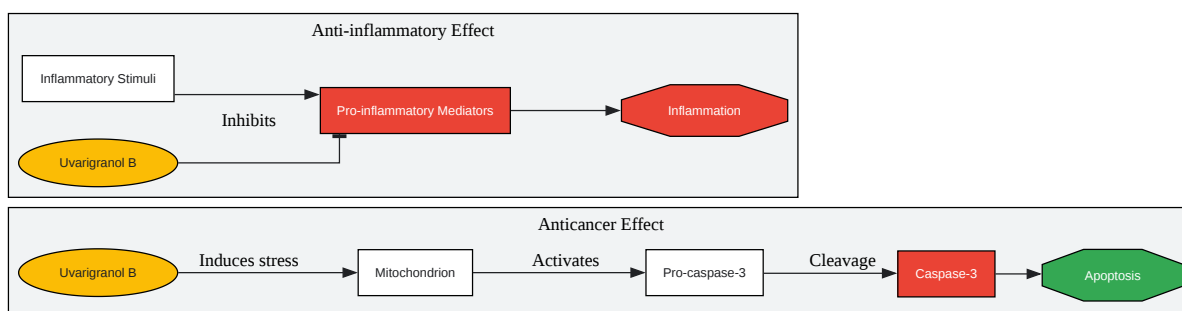 Anti-inflammatory Effect
Inflammatory Stimuli
Pro-inflammatory Mediators
Inflammation
Inhibits
Uvarigranol B
Anticancer Effect
Uvarigranol B
Induces stress
Mitochondrion
Activates
Pro-caspase-3
Cleavage
Caspase-3
Apoptosis